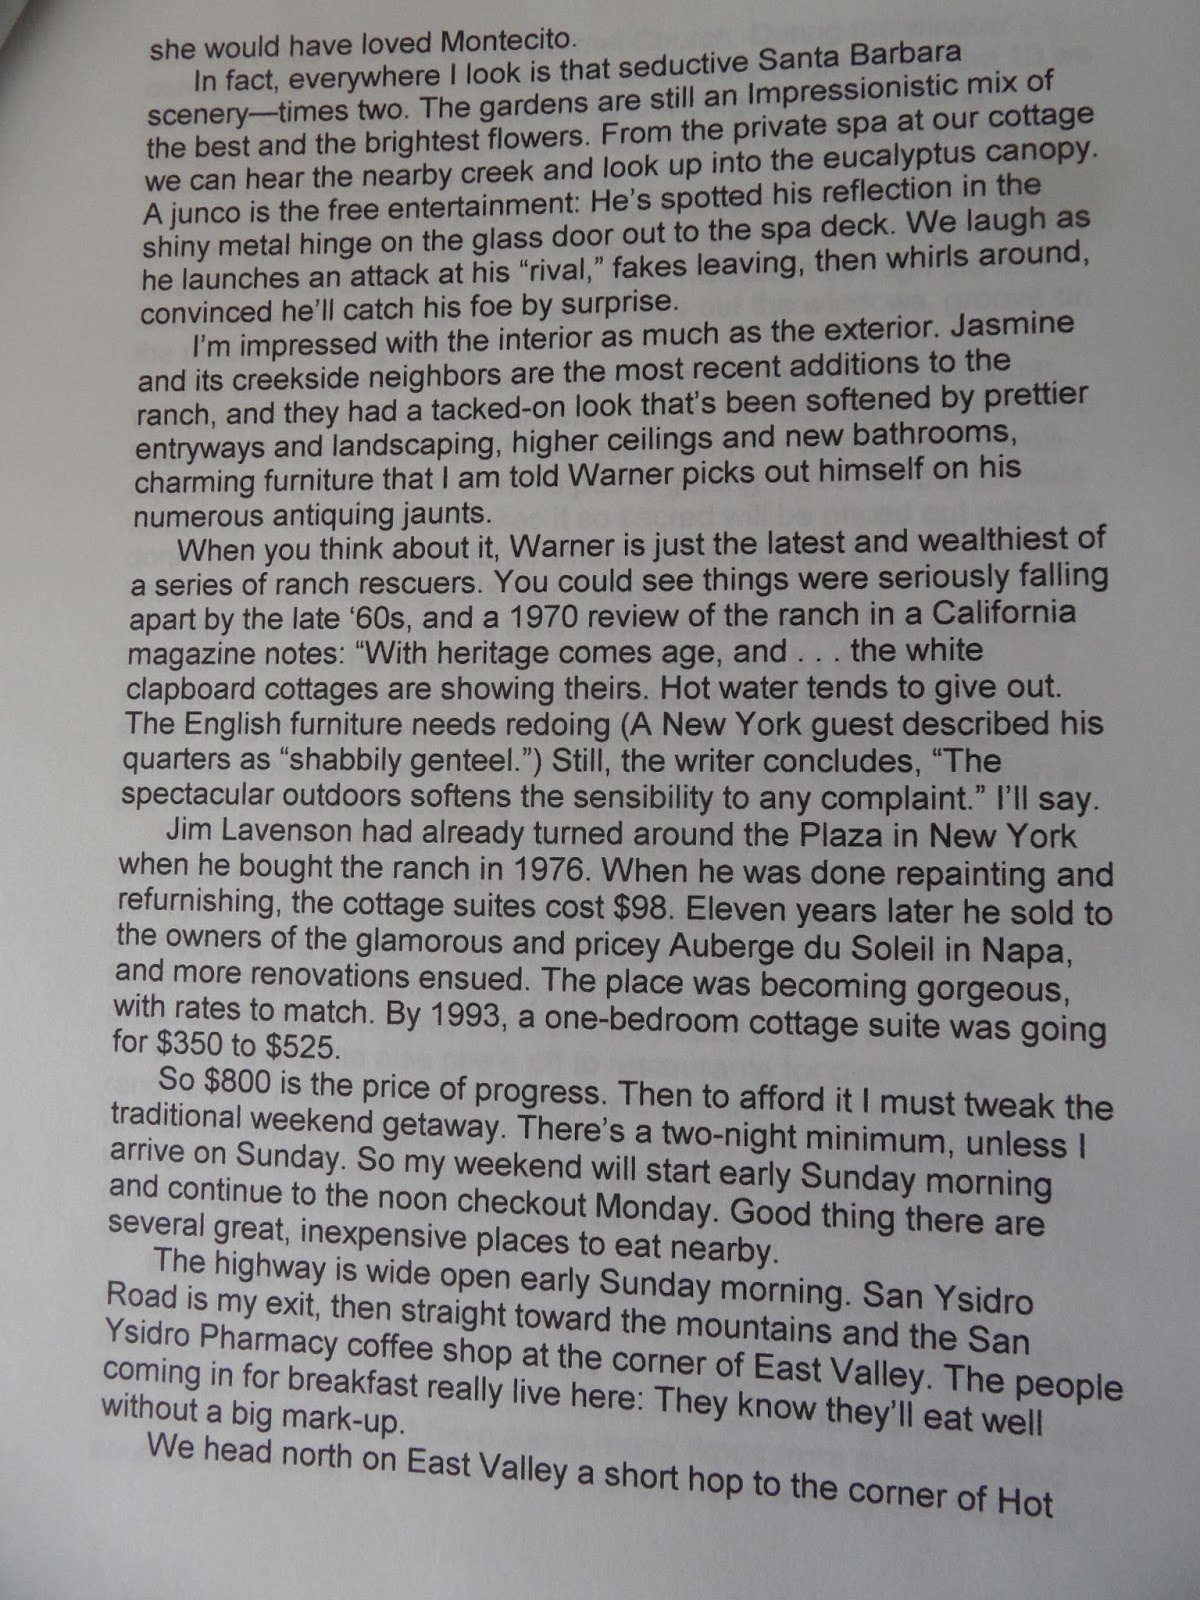 she would have loved Montecito.
In fact, everywhere I look is that seductive Santa Barbara
scenery—times two. The gardens are still an Impressionistic mix of
the best and the brightest flowers. From the private spa at our cottage
we can hear the nearby creek and look up into the eucalyptus canopy.
A junco is the free entertainment: He’s spotted his reflection in the
shiny metal hinge on the glass door out to the spa deck. We laugh as
he launches an attack at his “rival,” fakes leaving, then whirls around,
convinced he’ll catch his foe by surprise.
I’m impressed with the interior as much as the exterior. Jasmine
and its creekside neighbors are the most recent additions to the
ranch, and they had a tacked-on look that’s been softened by prettier
entryways and landscaping, higher ceilings and new bathrooms,
charming furniture that I am told Warner picks out himself on his
numerous antiquing jaunts.
When you think about it, Warner is just the latest and wealthiest of
a series of ranch rescuers. You could see things were seriously falling
apart by the late ‘60s, and a 1970 review of the ranch in a California
magazine notes: “With heritage comes age, and . . . the white
clapboard cottages are showing theirs. Hot water tends to give out.
The English furniture needs redoing (A New York guest described his
quarters as “shabbily genteel.”) Still, the writer concludes, “The
spectacular outdoors softens the sensibility to any complaint.” I’ll say.
Jim Lavenson had already turned around the Plaza in New York
when he bought the ranch in 1976. When he was done repainting and
refurnishing, the cottage suites cost $98. Eleven years later he sold to
the owners of the glamorous and pricey Auberge du Soleil in Napa,
and more renovations ensued. The place was becoming gorgeous,
with rates to match. By 1993, a one-bedroom cottage suite was going
for $350 to $525.
So $800 is the price of progress. Then to afford it I must tweak the
traditional weekend getaway. There’s a two-night minimum, unless I
arrive on Sunday. So my weekend will start early Sunday morning
and continue to the noon checkout Monday. Good thing there are
several great, inexpensive places to eat nearby.
The highway is wide open early Sunday morning. San Ysidro
Road is my exit, then straight toward the mountains and the San
Ysidro Pharmacy coffee shop at the corner of East Valley. The people
coming in for breakfast really live here: They know they’ll eat well
without a big mark-up.
We head north on East Valley a short hop to the corner of Hot